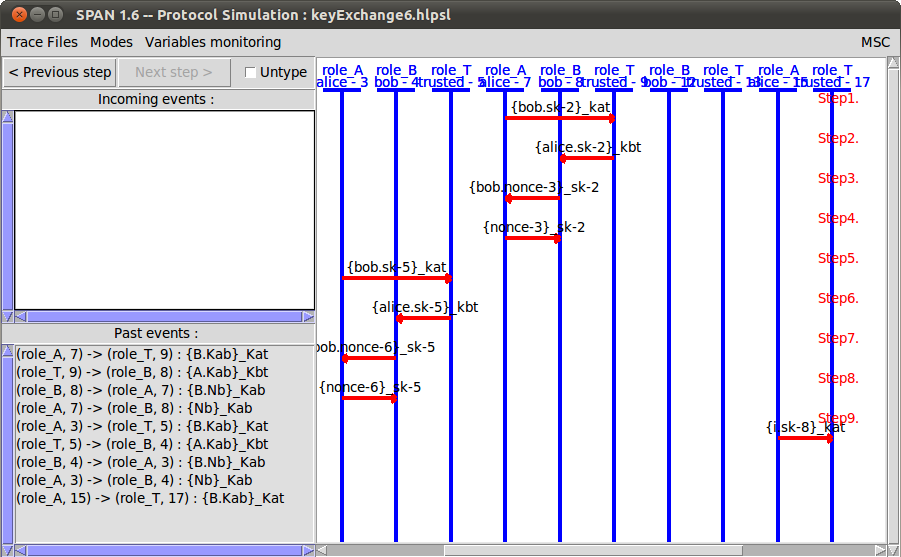 SPAN 1.6 -- Protocol Simulation : keyExchange6.hlpsl
Trace Files Modes Variables monitoring MSC
< Previous step Next step > Untype
Incoming events :
Past events :
(role_A, 7) -> (role_T, 9) : {B.Kab}_Kat
(role_T, 9) -> (role_B, 8) : {A.Kab}_Kbt
(role_B, 8) -> (role_A, 7) : {B.Nb}_Kab
(role_A, 7) -> (role_B, 8) : {Nb}_Kab
(role_A, 3) -> (role_T, 5) : {B.Kab}_Kat
(role_T, 5) -> (role_B, 4) : {A.Kab}_Kbt
(role_B, 4) -> (role_A, 3) : {B.Nb}_Kab
(role_A, 3) -> (role_B, 4) : {Nb}_Kab
(role_A, 15) -> (role_T, 17) : {B.Kab}_Kat
role_A role_B role_T role_A role_B role_T role_B role_T role_A role_T
alice - 3 bob - 4 trusted - 5 alice - 7 bob - 8 trusted - 9 bob - 12 trusted - 13 alice - 15 trusted - 17
Step1.
{bob.sk-2}_kat
Step2.
{alice.sk-2}_kbt
Step3.
{bob.nonce-3}_sk-2
Step4.
{nonce-3}_sk-2
Step5.
{bob.sk-5}_kat
Step6.
{alice.sk-5}_kbt
Step7.
bob.nonce-6}_sk-5
Step8.
{nonce-6}_sk-5
Step9.
{i.sk-8}_kat